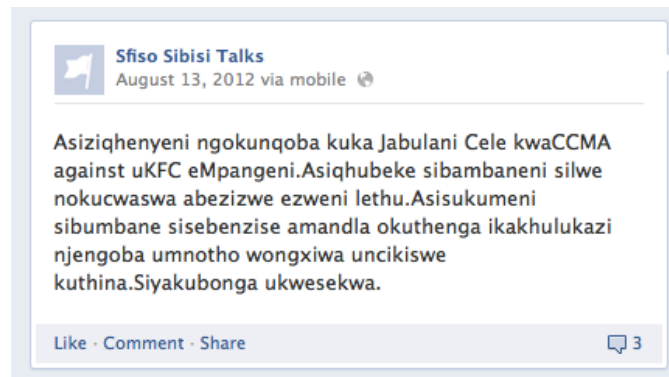 Sfiso Sibisi Talks
August 13, 2012 via mobile
Asiziqhenyeni ngokunqoba kuka Jabulani Cele kwaCCMA
against uKFC eMpangeni.Asiqhubeke sibambaneni silwe
nokucwaswa abezizwe ezweni lethu.Asisukumeni
sibumbane sisebenzise amandla okuthenga ikakhulukazi
njengoba umnotho wongxiwa uncikiswe
kuthina.Siyakubonga ukwesekwa.
Like · Comment · Share 3